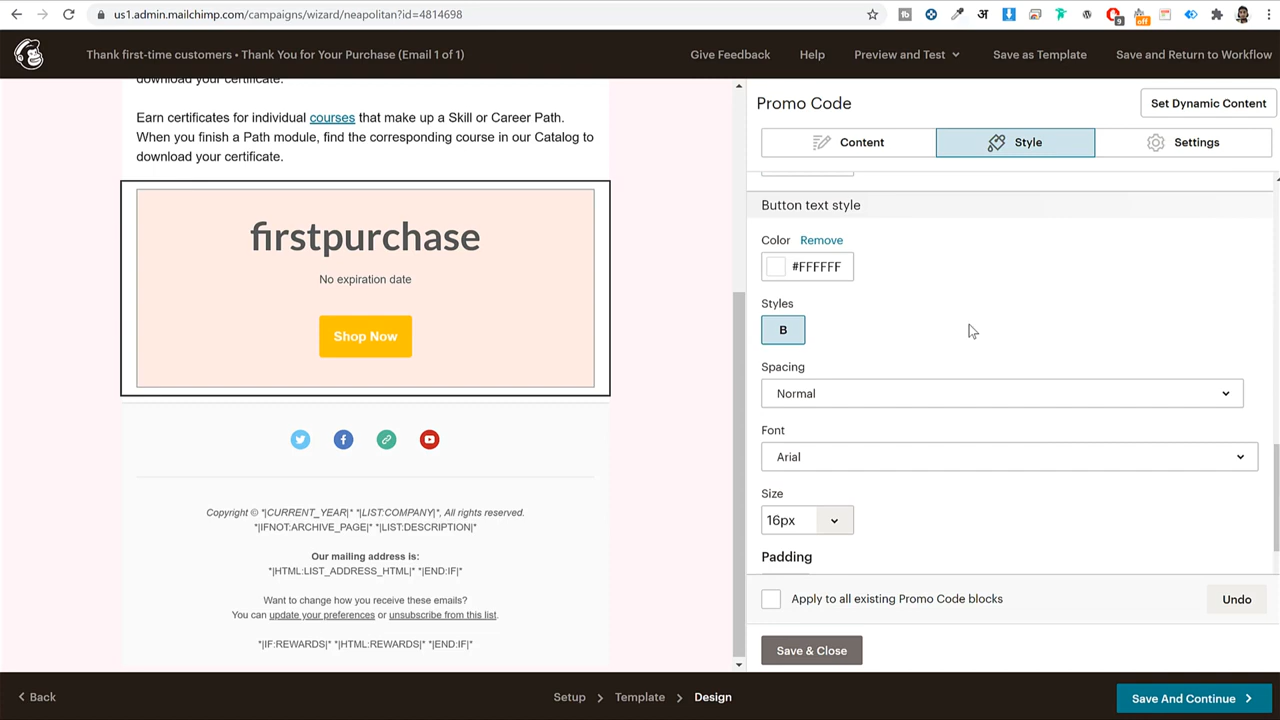 us1.admin.mailchimp.com/campaigns/wizard/neapolitan?id=4814698
Thank first-time customers • Thank You for Your Purchase (Email 1 of 1)
Give Feedback
Help
Preview and Test
Save as Template
Save and Return to Workflow
download your certificate.
Earn certificates for individual courses that make up a Skill or Career Path.
When you finish a Path module, find the corresponding course in our Catalog to
download your certificate.
firstpurchase
No expiration date
Shop Now
Copyright © *|CURRENT_YEAR|* *|LIST:COMPANY|*, All rights reserved.
*|IFNOT:ARCHIVE_PAGE|* *|LIST:DESCRIPTION|*
Our mailing address is:
*|HTML:LIST_ADDRESS_HTML|* *|END:IF|*
Want to change how you receive these emails?
You can update your preferences or unsubscribe from this list.
*|IF:REWARDS|* *|HTML:REWARDS|* *|END:IF|*
Promo Code
Set Dynamic Content
Content
Style
Settings
Button text style
Color Remove
#FFFFFF
Styles
B
Spacing
Normal
Font
Arial
Size
16px
Padding
Apply to all existing Promo Code blocks
Undo
Save & Close
Back
Setup
Template
Design
Save And Continue